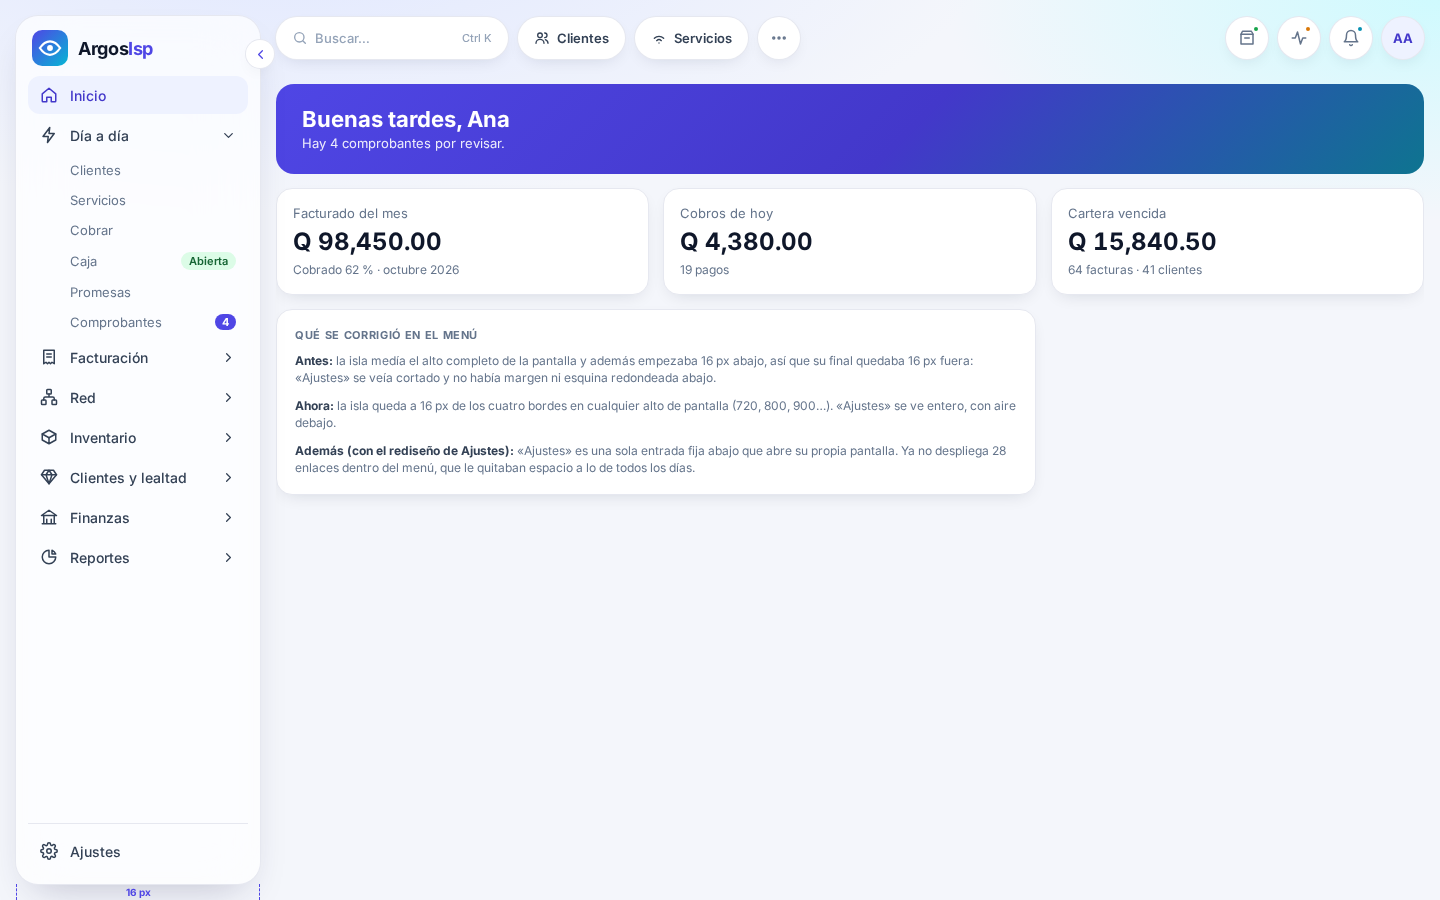 ArgosIsp
Inicio
Día a día
Clientes
Servicios
Cobrar
Caja Abierta
Promesas
Comprobantes 4
Facturación
Red
Inventario
Clientes y lealtad
Finanzas
Reportes
Ajustes
16 px
Buscar... Ctrl K
Clientes
Servicios
AA
Buenas tardes, Ana
Hay 4 comprobantes por revisar.
Facturado del mes
Q 98,450.00
Cobrado 62 % · octubre 2026
Cobros de hoy
Q 4,380.00
19 pagos
Cartera vencida
Q 15,840.50
64 facturas · 41 clientes
QUÉ SE CORRIGIÓ EN EL MENÚ
Antes: la isla medía el alto completo de la pantalla y además empezaba 16 px abajo, así que su final quedaba 16 px fuera:
«Ajustes» se veía cortado y no había margen ni esquina redondeada abajo.
Ahora: la isla queda a 16 px de los cuatro bordes en cualquier alto de pantalla (720, 800, 900...). «Ajustes» se ve entero, con aire
debajo.
Además (con el rediseño de Ajustes): «Ajustes» es una sola entrada fija abajo que abre su propia pantalla. Ya no despliega 28
enlaces dentro del menú, que le quitaban espacio a lo de todos los días.